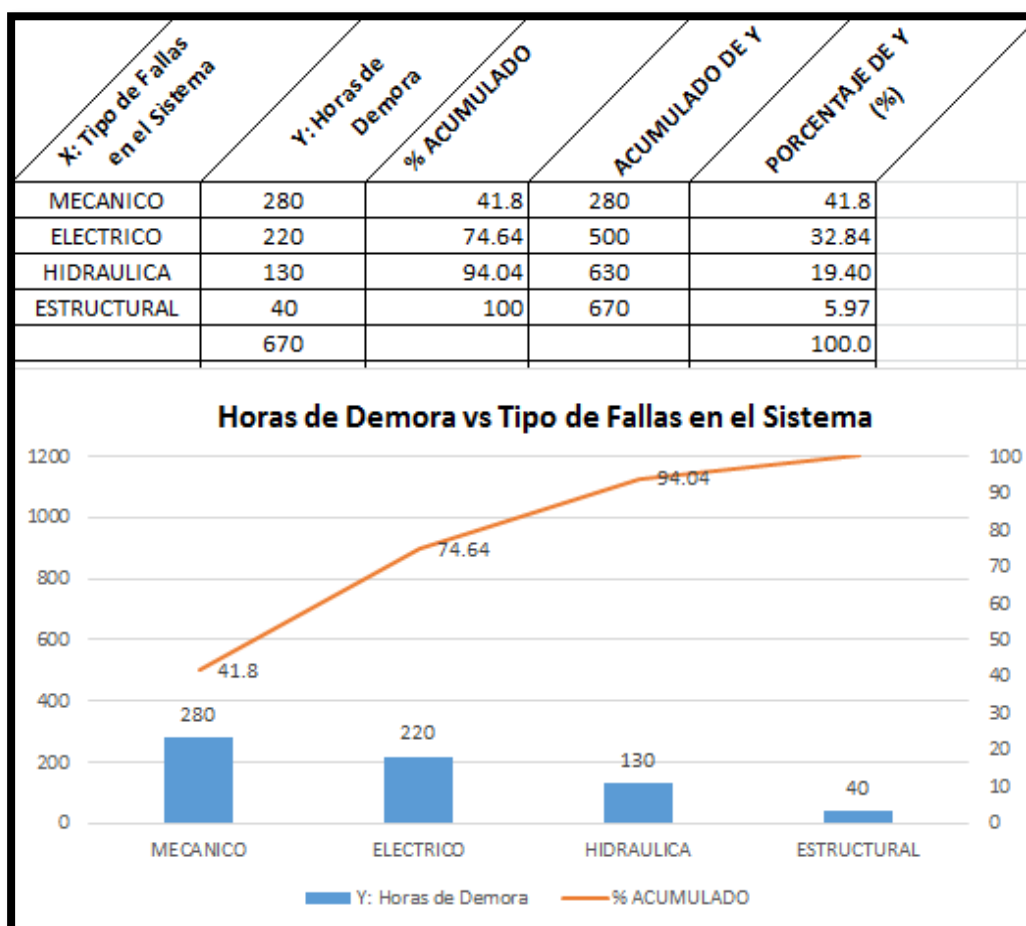 X: Tipo de Fallas
en el Sistema
Y: Horas de
Demora
% ACUMULADO
ACUMULADO DE Y
PORCENTAJE DE Y
(%)
MECANICO 280 41.8 280 41.8
ELECTRICO 220 74.64 500 32.84
HIDRAULICA 130 94.04 630 19.40
ESTRUCTURAL 40 100 670 5.97
670 100.0
Horas de Demora vs Tipo de Fallas en el Sistema
1200 100
94.04
90
1000
80
74.64
800
70
60
600
50
41.8
40
400
280
30
220
200
130
20
40
10
0 0
MECANICO ELECTRICO HIDRAULICA ESTRUCTURAL
Y: Horas de Demora % ACUMULADO